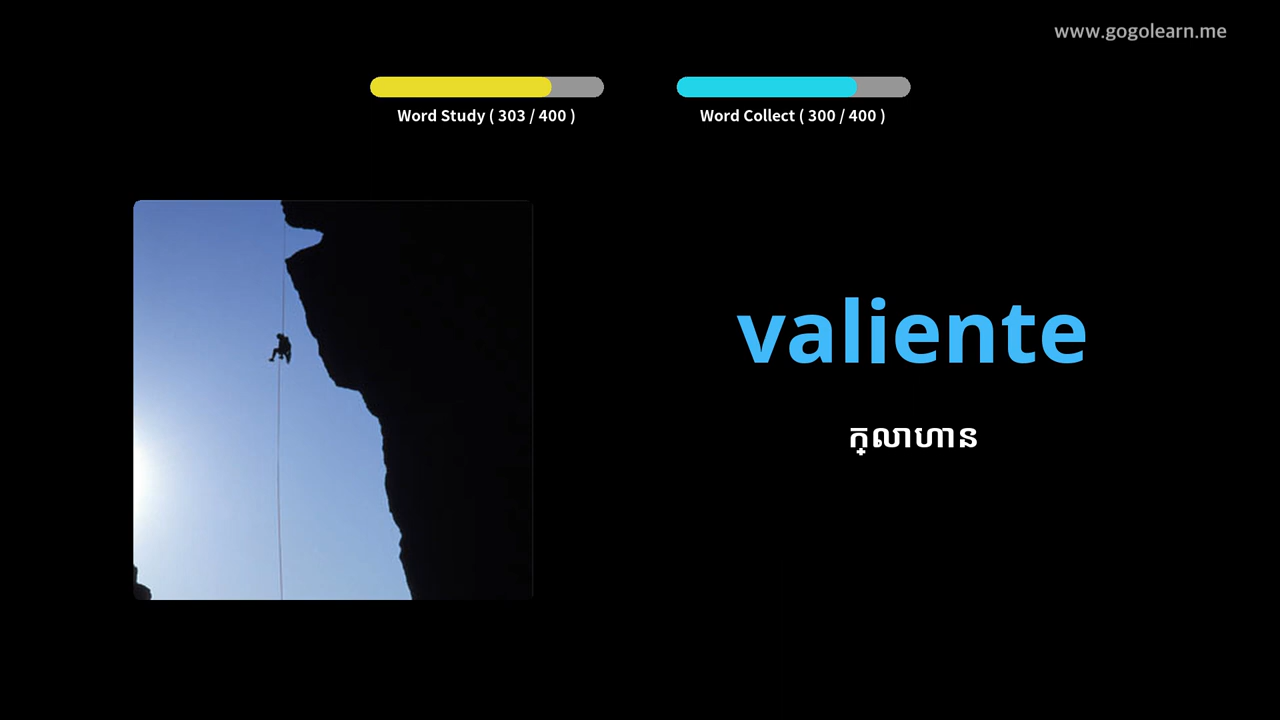 www.gogolearn.me
Word Study ( 303 / 400 )
Word Collect ( 300 / 400 )
valiente
ក្លាហាន